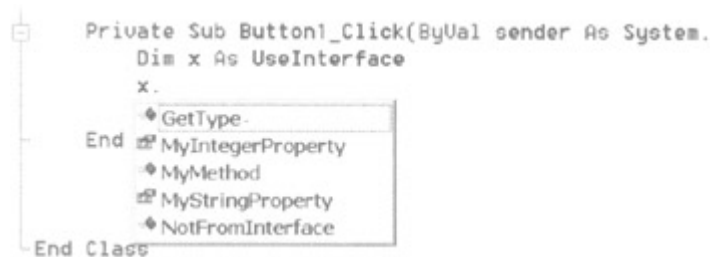 Private Sub Button1_Click(ByVal sender As System.
Dim x As UseInterface
x.
GetType
End
MyIntegerProperty
MyMethod
MyStringProperty
NotFromInterface
End Class